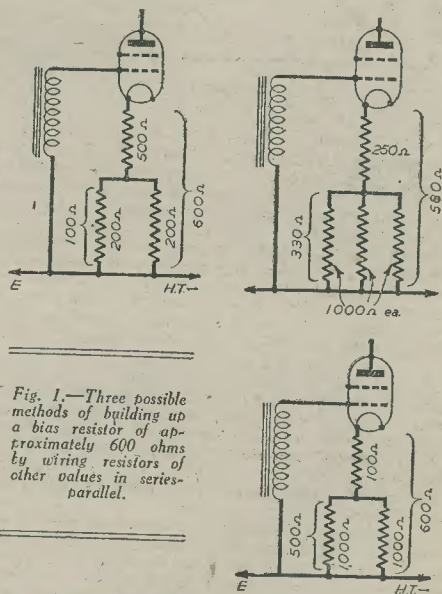 500Ω
100Ω
200Ω
200Ω
600Ω
E
H.T.-
250Ω
330Ω
580Ω
1000Ω ea.
Fig. 1.—Three possible
methods of building up
a bias resistor of ap-
proximately 600 ohms
by wiring resistors of
other values in series-
parallel.
100Ω
500Ω
1000Ω
1000Ω
600Ω
E
H.T.-